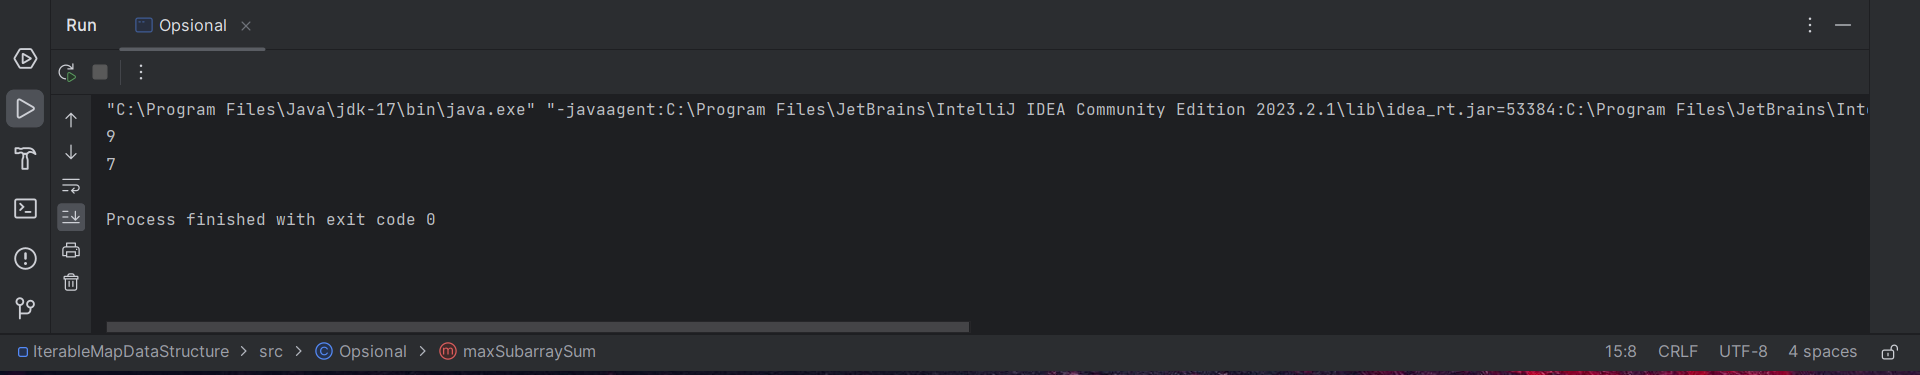 Run Opsional
"C:\Program Files\Java\jdk-17\bin\java.exe" "-javaagent:C:\Program Files\JetBrains\IntelliJ IDEA Community Edition 2023.2.1\lib\idea_rt.jar=53384:C:\Program Files\JetBrains\Inte
9
7
Process finished with exit code 0
IterableMapDataStructure > src > Opsional > maxSubarraySum 15:8 CRLF UTF-8 4 spaces